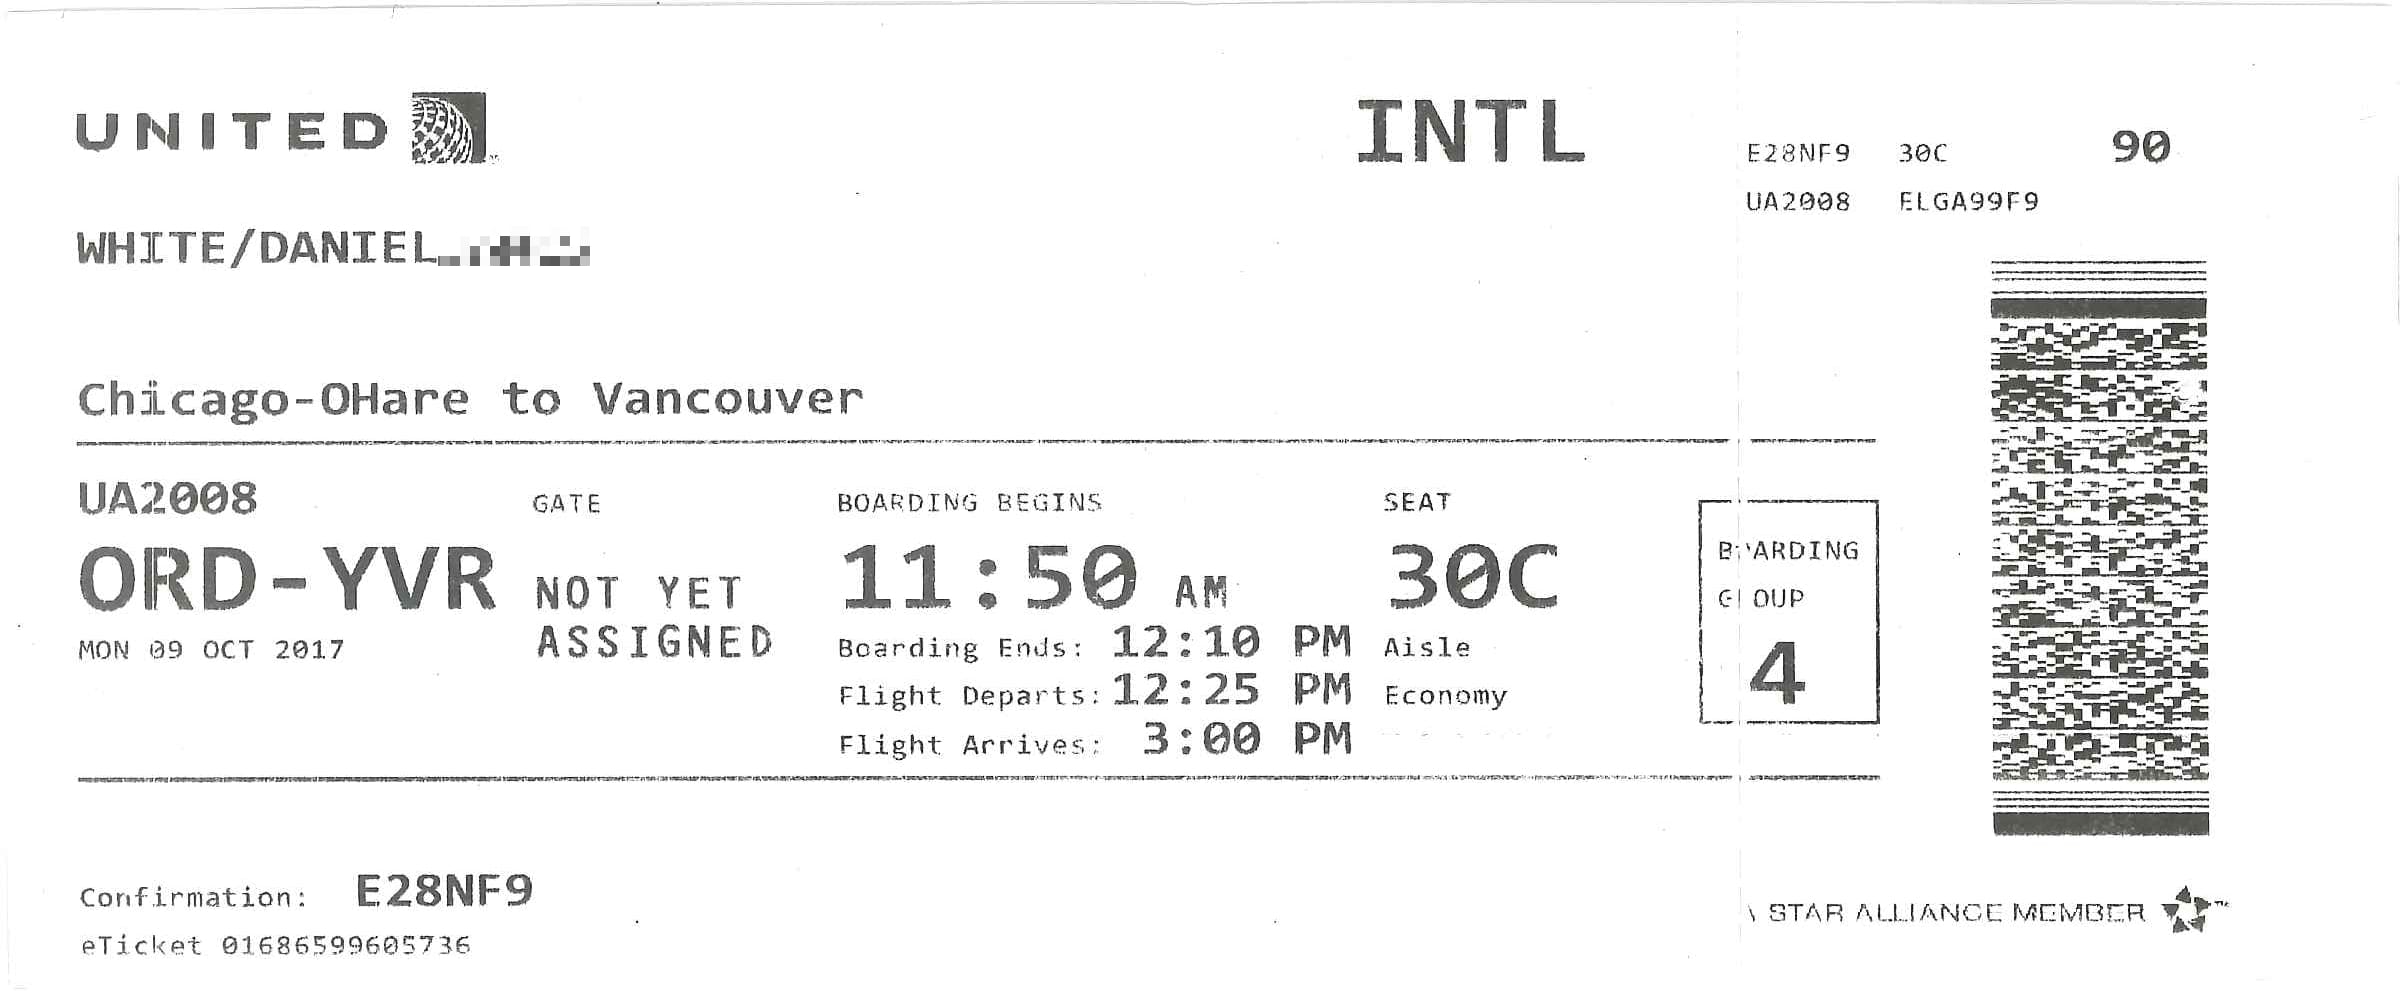 UNITED
INTL
E28NF9 30C 90
UA2008 ELGA99F9
WHITE/DANIEL
Chicago-OHare to Vancouver
UA2008
GATE
BOARDING BEGINS
SEAT
ORD-YVR
NOT YET
ASSIGNED
11:50 AM
30C
BOARDING
GROUP
4
MON 09 OCT 2017
Boarding Ends: 12:10 PM
Aisle
Flight Departs: 12:25 PM
Economy
Flight Arrives: 3:00 PM
Confirmation: E28NF9
eTicket 01686599605736
A STAR ALLIANCE MEMBER ™